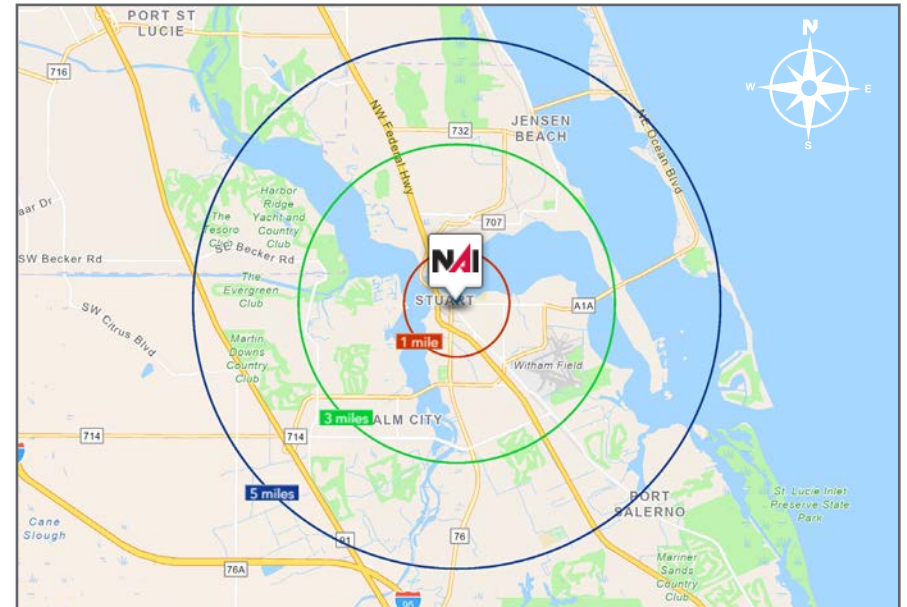 PORT ST
LUCIE
N
W
E
S
716
NW Federal Hwy
732
JENSEN
BEACH
NE Ocean Blvd
Harbor
Ridge
Yacht and
Country
Club
The
Tesoro
Club
aar Dr
707
SE Becker Rd
SW Becker Rd
NAI
The
Evergreen
Club
STUART
A1A
SW Citrus Blvd
1 mile
Martin
Downs
Country
Club
Witham Field
3 miles
ALM CITY
714
714
5 miles
PORT
SALERNO
St. Lucie Inlet
Preserve State
Park
Cane
Slough
91
76
76A
Mariner
Sands
Country
Club
95